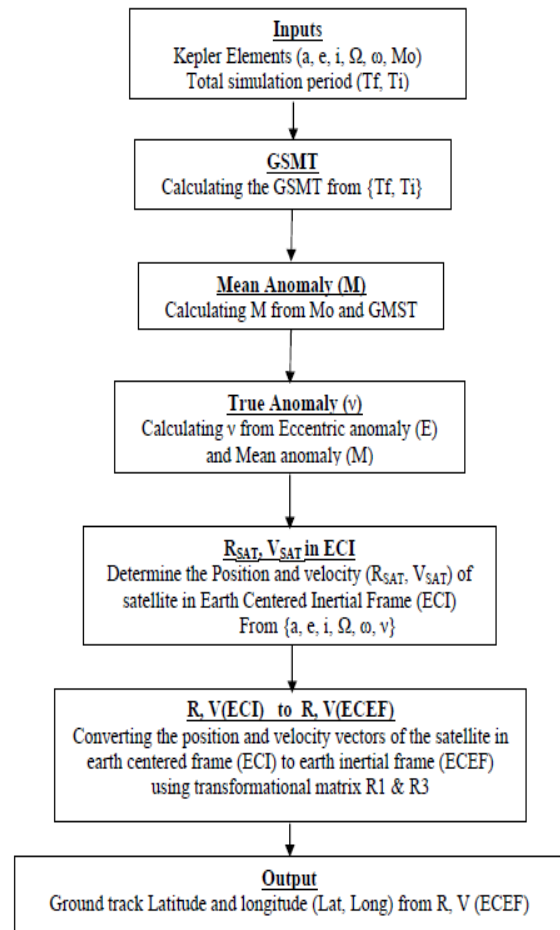 Inputs
Kepler Elements (a, e, i, Ω, ω, Mo)
Total simulation period (Tf, Ti)
GSMT
Calculating the GSMT from {Tf, Ti}
Mean Anomaly (M)
Calculating M from Mo and GMST
True Anomaly (ν)
Calculating ν from Eccentric anomaly (E)
and Mean anomaly (M)
RSAT, VSAT in ECI
Determine the Position and velocity (RSAT, VSAT) of
satellite in Earth Centered Inertial Frame (ECI)
From {a, e, i, Ω, ω, ν}
R, V(ECI) to R, V(ECEF)
Converting the position and velocity vectors of the satellite in
earth centered frame (ECI) to earth inertial frame (ECEF)
using transformational matrix R1 & R3
Output
Ground track Latitude and longitude (Lat, Long) from R, V (ECEF)